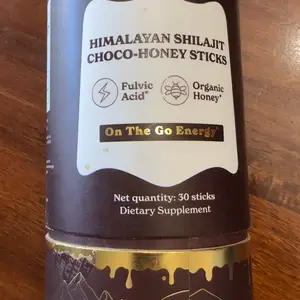 HIMALAYAN SHILAJIT
CHOCO-HONEY STICKS
Fulvic
Acid*
Organic
Honey*
On The Go Energy*
Net quantity: 30 sticks
Dietary Supplement